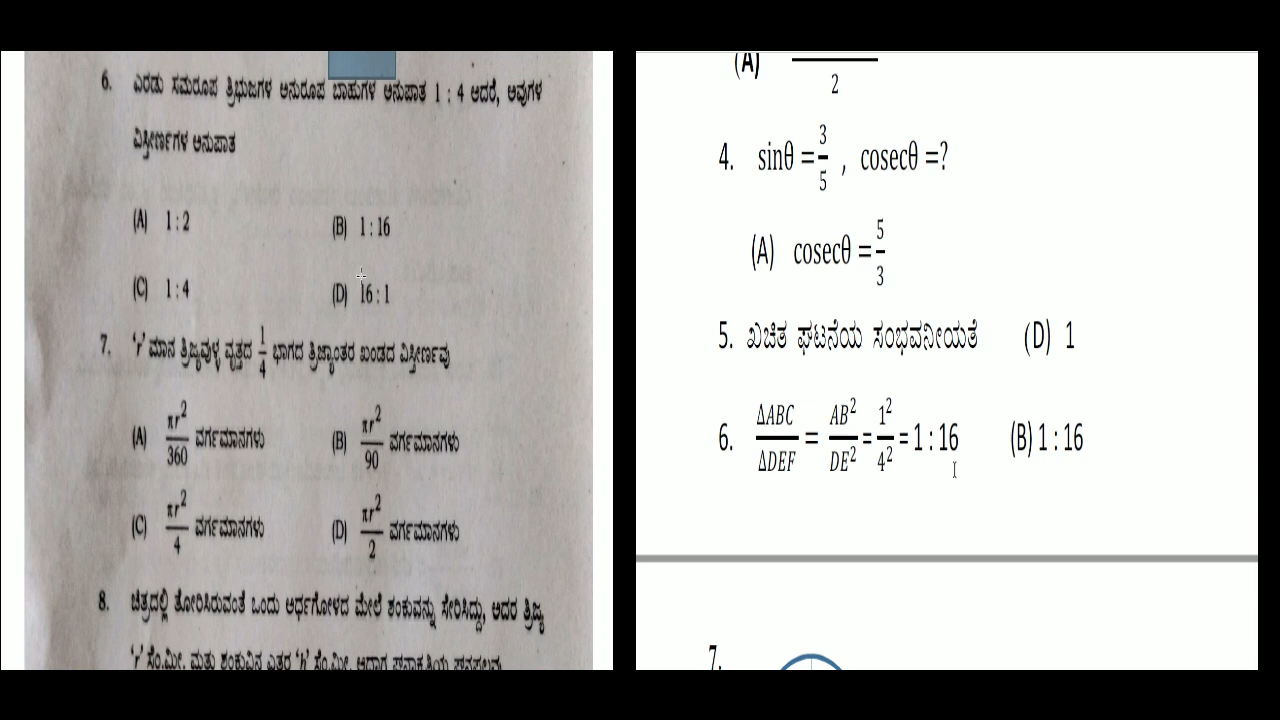 6. ಎರಡು ಸಮರೂಪ ತ್ರಿಭುಜಗಳ ಅನುರೂಪ ಬಾಹುಗಳ ಅನುಪಾತ 1 : 4 ಆದರೆ, ಅವುಗಳ
ವಿಸ್ತೀರ್ಣಗಳ ಅನುಪಾತ
(A) 1 : 2 (B) 1 : 16
(C) 1 : 4 (D) 16 : 1
7. 'r' ಮಾನ ತ್ರಿಜ್ಯವುಳ್ಳ ವೃತ್ತದ 1/4 ಭಾಗದ ತ್ರಿಜ್ಯಾಂತರ ಖಂಡದ ವಿಸ್ತೀರ್ಣವು
(A) πr²/360 ವರ್ಗಮಾನಗಳು (B) πr²/90 ವರ್ಗಮಾನಗಳು
(C) πr²/4 ವರ್ಗಮಾನಗಳು (D) πr²/2 ವರ್ಗಮಾನಗಳು
8. ಚಿತ್ರದಲ್ಲಿ ತೋರಿಸಿರುವಂತೆ ಒಂದು ಅರ್ಧಗೋಳದ ಮೇಲೆ ಶಂಕುವನ್ನು ಸೇರಿಸಿದ್ದು, ಅದರ ತ್ರಿಜ್ಯ
'r' ಸೆಂ.ಮೀ. ಮತ್ತು ಶಂಕುವಿನ ಎತ್ತರ 'h' ಸೆಂ.ಮೀ. ಆದಾಗ
(A) 2
4. sinθ = 3/5 , cosecθ =?
(A) cosecθ = 5/3
5. ಖಚಿತ ಘಟನೆಯ ಸಂಭವನೀಯತೆ (D) 1
6. ΔABC/ΔDEF = AB²/DE² = 1²/4² = 1 : 16 (B) 1 : 16
7.